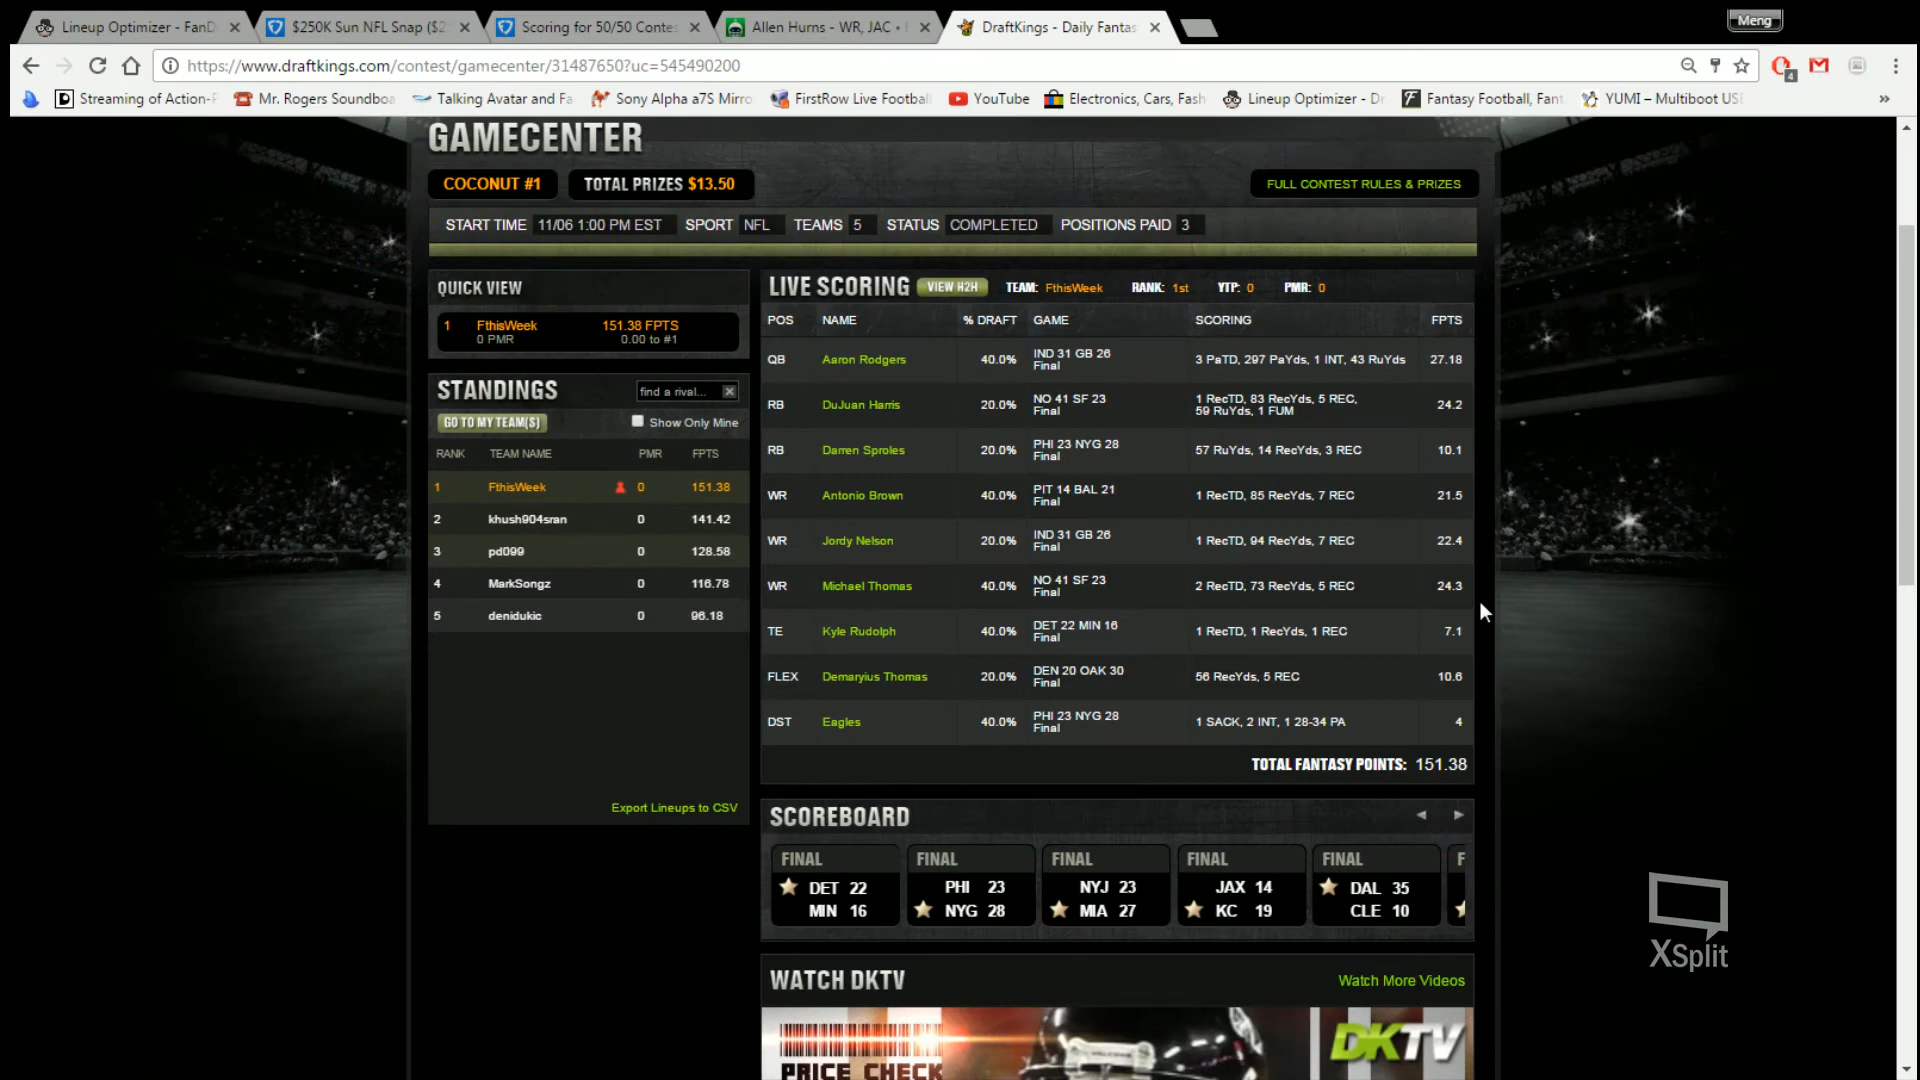 Lineup Optimizer - FanD
$250K Sun NFL Snap ($2
Scoring for 50/50 Contes
Allen Hurns - WR, JAC •
DraftKings - Daily Fantas
Meng
https://www.draftkings.com/contest/gamecenter/31487650?uc=545490200
4
Streaming of Action-P
Mr. Rogers Soundboa
Talking Avatar and Fa
Sony Alpha a7S Mirro
FirstRow Live Football
YouTube
Electronics, Cars, Fash
Lineup Optimizer - Dr
Fantasy Football, Fant
YUMI – Multiboot USB
GAMECENTER
COCONUT #1
TOTAL PRIZES $13.50
FULL CONTEST RULES & PRIZES
START TIME 11/06 1:00 PM EST SPORT NFL TEAMS 5 STATUS COMPLETED POSITIONS PAID 3
QUICK VIEW
1 FthisWeek 151.38 FPTS
0 PMR 0.00 to #1
STANDINGS
find a rival...
GO TO MY TEAM(S)
Show Only Mine
RANK TEAM NAME PMR FPTS
1 FthisWeek 0 151.38
2 khush904sran 0 141.42
3 pd099 0 128.58
4 MarkSongz 0 116.78
5 denidukic 0 96.18
Export Lineups to CSV
LIVE SCORING VIEW H2H TEAM: FthisWeek RANK: 1st YTP: 0 PMR: 0
POS NAME % DRAFT GAME SCORING FPTS
QB Aaron Rodgers 40.0% IND 31 GB 26 Final 3 PaTD, 297 PaYds, 1 INT, 43 RuYds 27.18
RB DuJuan Harris 20.0% NO 41 SF 23 Final 1 RecTD, 83 RecYds, 5 REC, 59 RuYds, 1 FUM 24.2
RB Darren Sproles 20.0% PHI 23 NYG 28 Final 57 RuYds, 14 RecYds, 3 REC 10.1
WR Antonio Brown 40.0% PIT 14 BAL 21 Final 1 RecTD, 85 RecYds, 7 REC 21.5
WR Jordy Nelson 20.0% IND 31 GB 26 Final 1 RecTD, 94 RecYds, 7 REC 22.4
WR Michael Thomas 40.0% NO 41 SF 23 Final 2 RecTD, 73 RecYds, 5 REC 24.3
TE Kyle Rudolph 40.0% DET 22 MIN 16 Final 1 RecTD, 1 RecYds, 1 REC 7.1
FLEX Demaryius Thomas 20.0% DEN 20 OAK 30 Final 56 RecYds, 5 REC 10.6
DST Eagles 40.0% PHI 23 NYG 28 Final 1 SACK, 2 INT, 1 28-34 PA 4
TOTAL FANTASY POINTS: 151.38
SCOREBOARD
FINAL FINAL FINAL FINAL FINAL F
DET 22 PHI 23 NYJ 23 JAX 14 DAL 35
MIN 16 NYG 28 MIA 27 KC 19 CLE 10
WATCH DKTV
Watch More Videos
PRICE CHECK
DKTV
XSplit